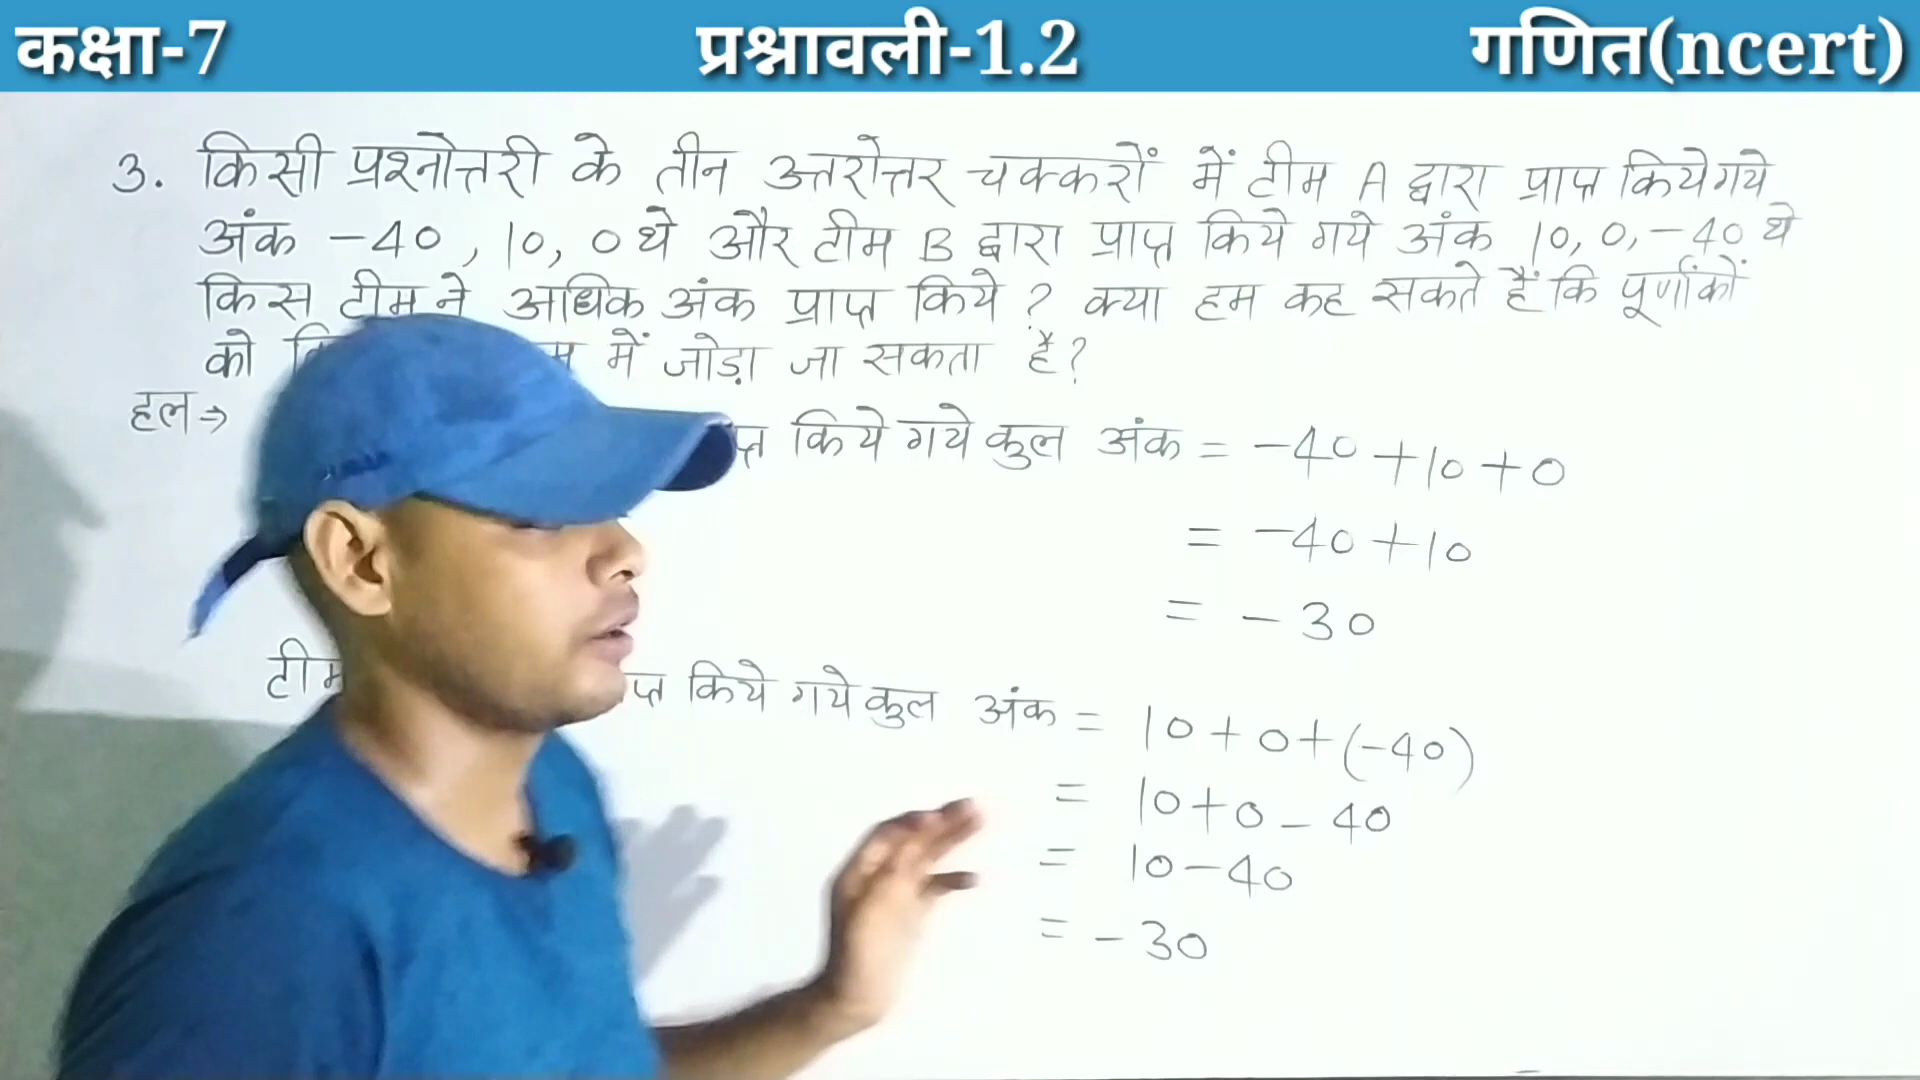 कक्षा-7 प्रश्नावली-1.2 गणित(ncert)
3. किसी प्रश्नोत्तरी के तीन उत्तरोत्तर चक्करों में टीम A द्वारा प्राप्त किये गये
अंक -40, 10, 0 थे और टीम B द्वारा प्राप्त किये गये अंक 10, 0, -40 थे
किस टीम ने अधिक अंक प्राप्त किये ? क्या हम कह सकते हैं कि पूर्णांकों
को में जोड़ा जा सकता है?
हल⇒ किये गये कुल अंक = -40 +10 +0
= -40 +10
= -30
किये गये कुल अंक = 10 + 0 + (-40)
= 10+0-40
= 10-40
= -30